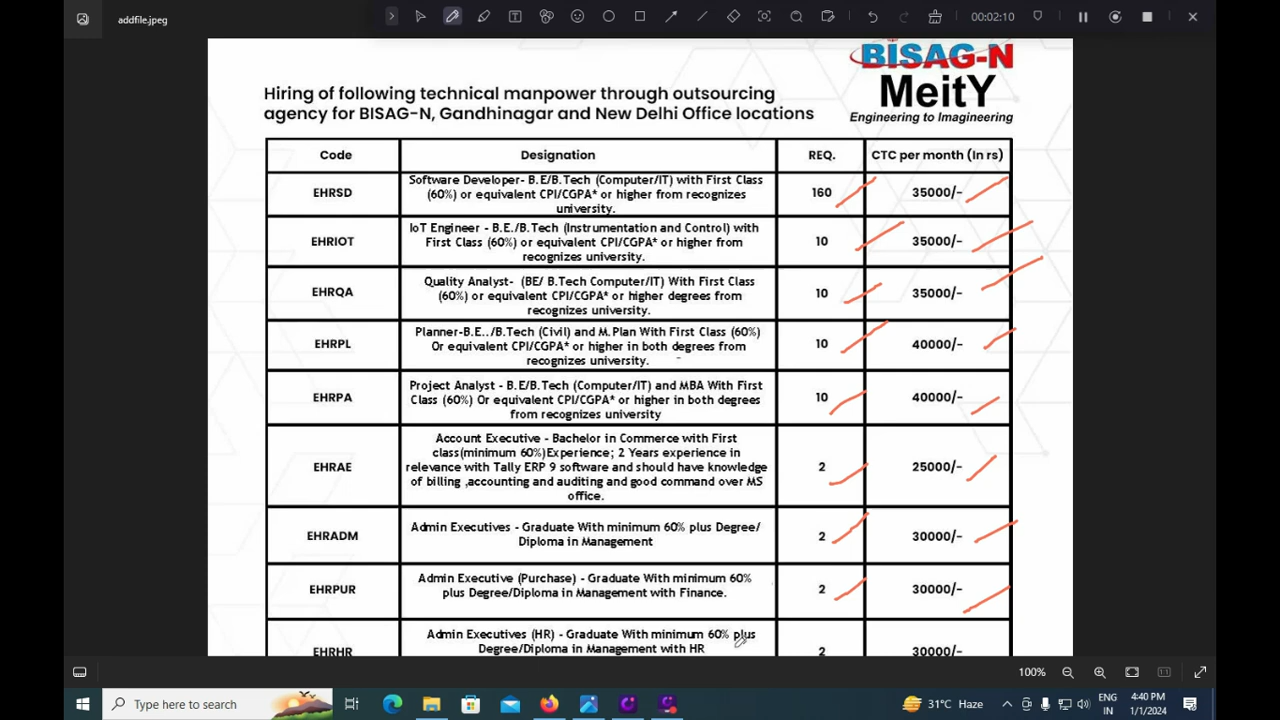 addfile.jpeg
00:02:10
BISAG-N
MeitY
Engineering to Imagineering
Hiring of following technical manpower through outsourcing
agency for BISAG-N, Gandhinagar and New Delhi Office locations
Code Designation REQ. CTC per month (In rs)
EHRSD
Software Developer- B.E/B.Tech (Computer/IT) with First Class
(60%) or equivalent CPI/CGPA* or higher from recognizes
university.
160 35000/-
EHRIOT
IoT Engineer - B.E./B.Tech (Instrumentation and Control) with
First Class (60%) or equivalent CPI/CGPA* or higher from
recognizes university.
10 35000/-
EHRQA
Quality Analyst- (BE/ B.Tech Computer/IT) With First Class
(60%) or equivalent CPI/CGPA* or higher degrees from
recognizes university.
10 35000/-
EHRPL
Planner-B.E../B.Tech (Civil) and M.Plan With First Class (60%)
Or equivalent CPI/CGPA* or higher in both degrees from
recognizes university.
10 40000/-
EHRPA
Project Analyst - B.E/B.Tech (Computer/IT) and MBA With First
Class (60%) Or equivalent CPI/CGPA* or higher in both degrees
from recognizes university
10 40000/-
EHRAE
Account Executive - Bachelor in Commerce with First
class(minimum 60%)Experience; 2 Years experience in
relevance with Tally ERP 9 software and should have knowledge
of billing ,accounting and auditing and good command over MS
office.
2 25000/-
EHRADM
Admin Executives - Graduate With minimum 60% plus Degree/
Diploma in Management
2 30000/-
EHRPUR
Admin Executive (Purchase) - Graduate With minimum 60%
plus Degree/Diploma in Management with Finance.
2 30000/-
EHRHR
Admin Executives (HR) - Graduate With minimum 60% plus
Degree/Diploma in Management with HR
2 30000/-
100%
Type here to search
31°C Haze
ENG
IN
4:40 PM
1/1/2024